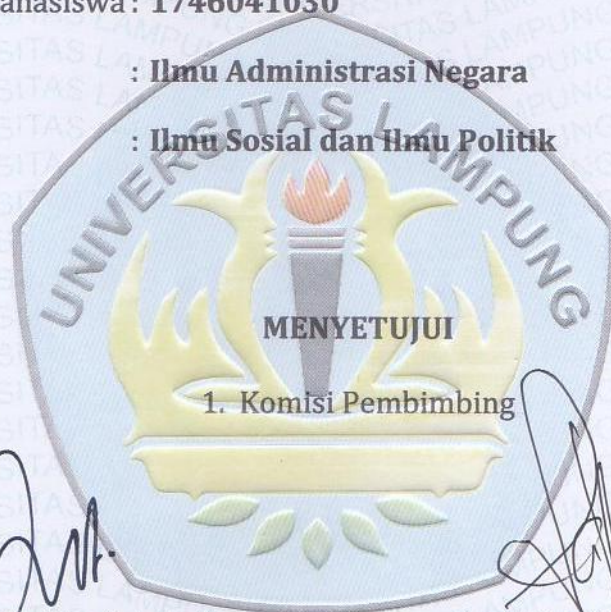 ahasiswa : 1746041030
: Ilmu Administrasi Negara
: Ilmu Sosial dan Ilmu Politik
UNIVERSITAS LAMPUNG
MENYETUJUI
1. Komisi Pembimbing